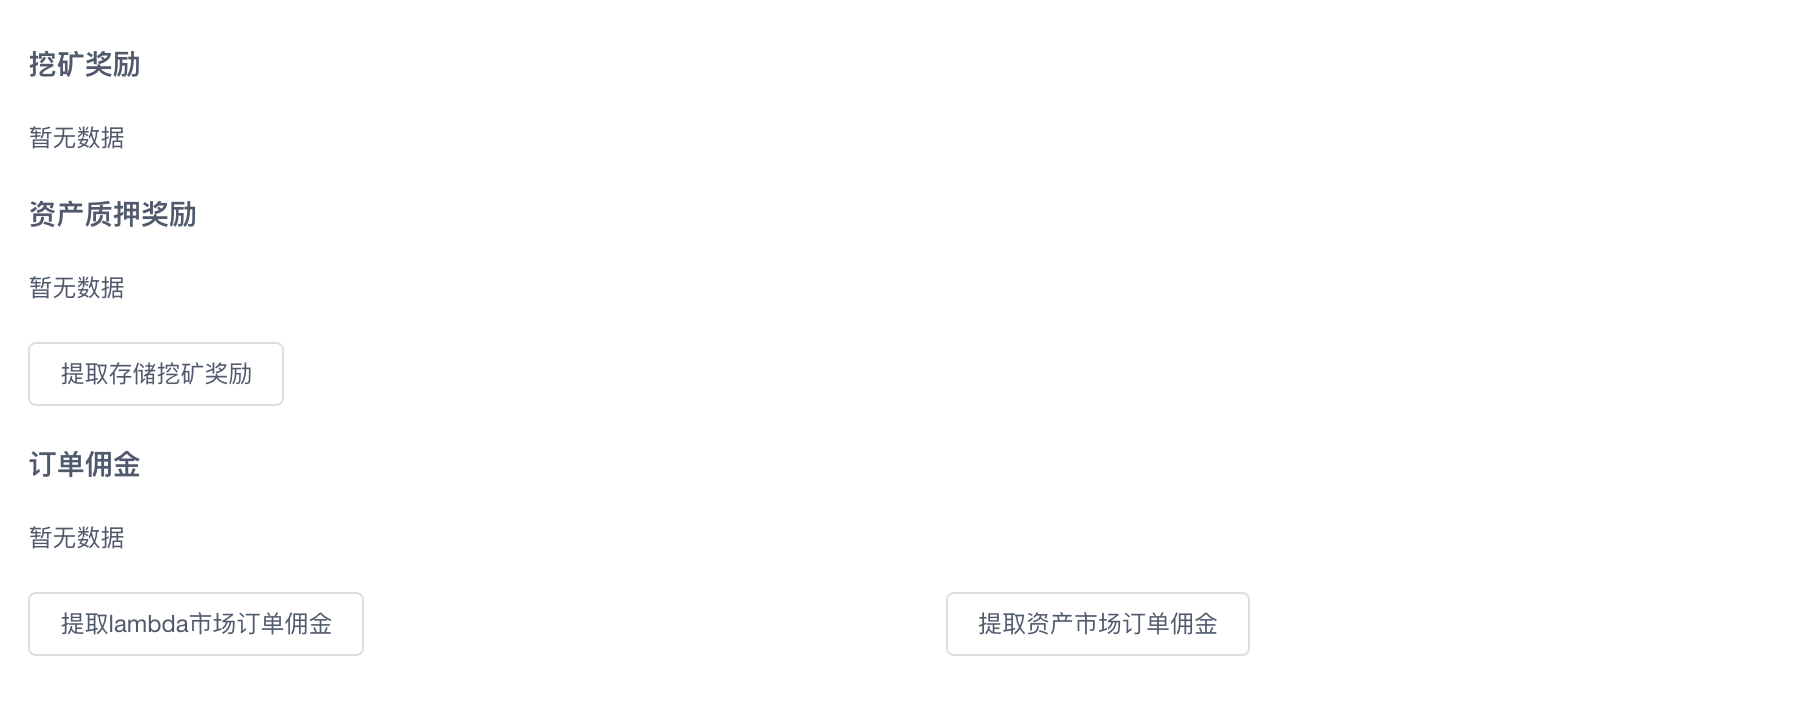 挖矿奖励
暂无数据
资产质押奖励
暂无数据
提取存储挖矿奖励
订单佣金
暂无数据
提取lambda市场订单佣金
提取资产市场订单佣金